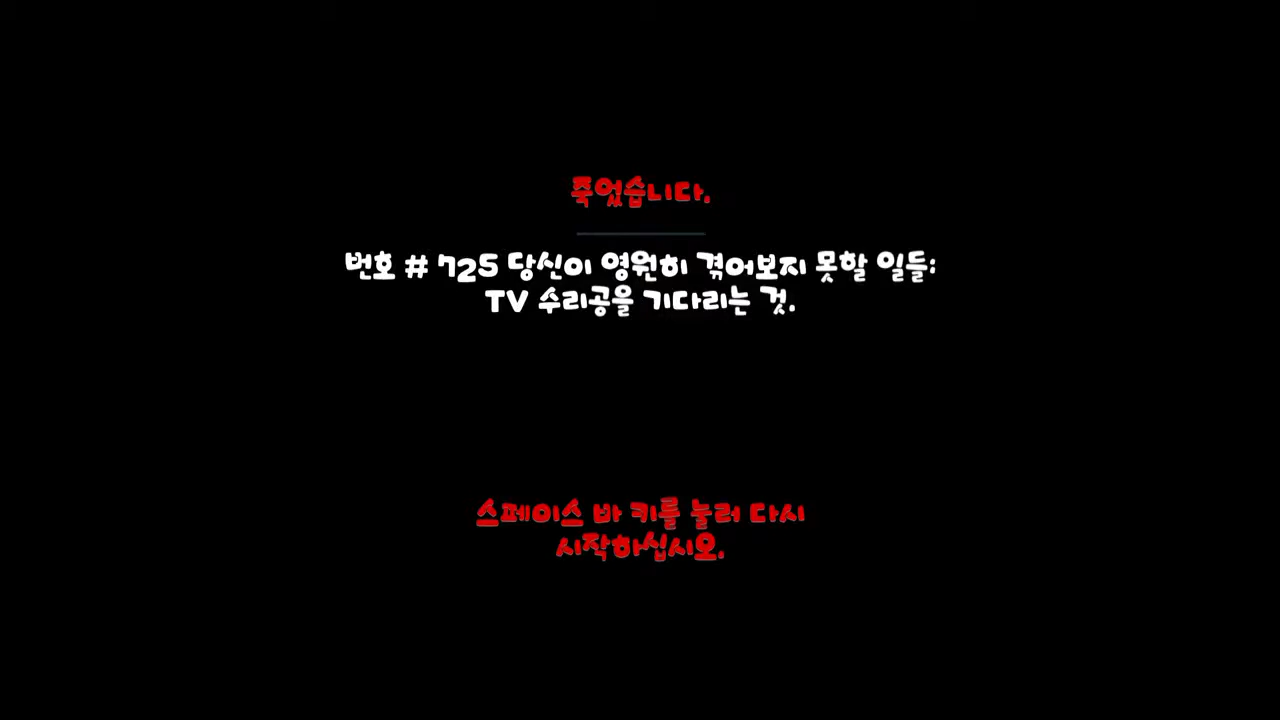 죽었습니다.
번호 # 725 당신이 영원히 겪어보지 못할 일들:
TV 수리공을 기다리는 것.
스페이스 바 키를 눌러 다시
시작하십시오.